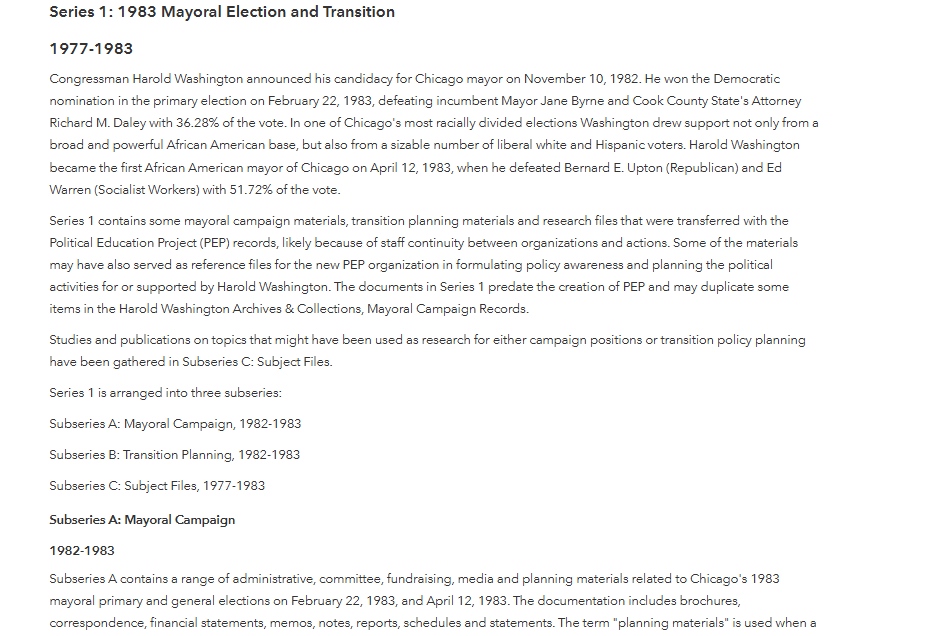 Series 1: 1983 Mayoral Election and Transition
1977-1983
Congressman Harold Washington announced his candidacy for Chicago mayor on November 10, 1982. He won the Democratic
nomination in the primary election on February 22, 1983, defeating incumbent Mayor Jane Byrne and Cook County State's Attorney
Richard M. Daley with 36.28% of the vote. In one of Chicago's most racially divided elections Washington drew support not only from a
broad and powerful African American base, but also from a sizable number of liberal white and Hispanic voters. Harold Washington
became the first African American mayor of Chicago on April 12, 1983, when he defeated Bernard E. Upton (Republican) and Ed
Warren (Socialist Workers) with 51.72% of the vote.
Series 1 contains some mayoral campaign materials, transition planning materials and research files that were transferred with the
Political Education Project (PEP) records, likely because of staff continuity between organizations and actions. Some of the materials
may have also served as reference files for the new PEP organization in formulating policy awareness and planning the political
activities for or supported by Harold Washington. The documents in Series 1 predate the creation of PEP and may duplicate some
items in the Harold Washington Archives & Collections, Mayoral Campaign Records.
Studies and publications on topics that might have been used as research for either campaign positions or transition policy planning
have been gathered in Subseries C: Subject Files.
Series 1 is arranged into three subseries:
Subseries A: Mayoral Campaign, 1982-1983
Subseries B: Transition Planning, 1982-1983
Subseries C: Subject Files, 1977-1983
Subseries A: Mayoral Campaign
1982-1983
Subseries A contains a range of administrative, committee, fundraising, media and planning materials related to Chicago's 1983
mayoral primary and general elections on February 22, 1983, and April 12, 1983. The documentation includes brochures,
correspondence, financial statements, memos, notes, reports, schedules and statements. The term "planning materials" is used when a